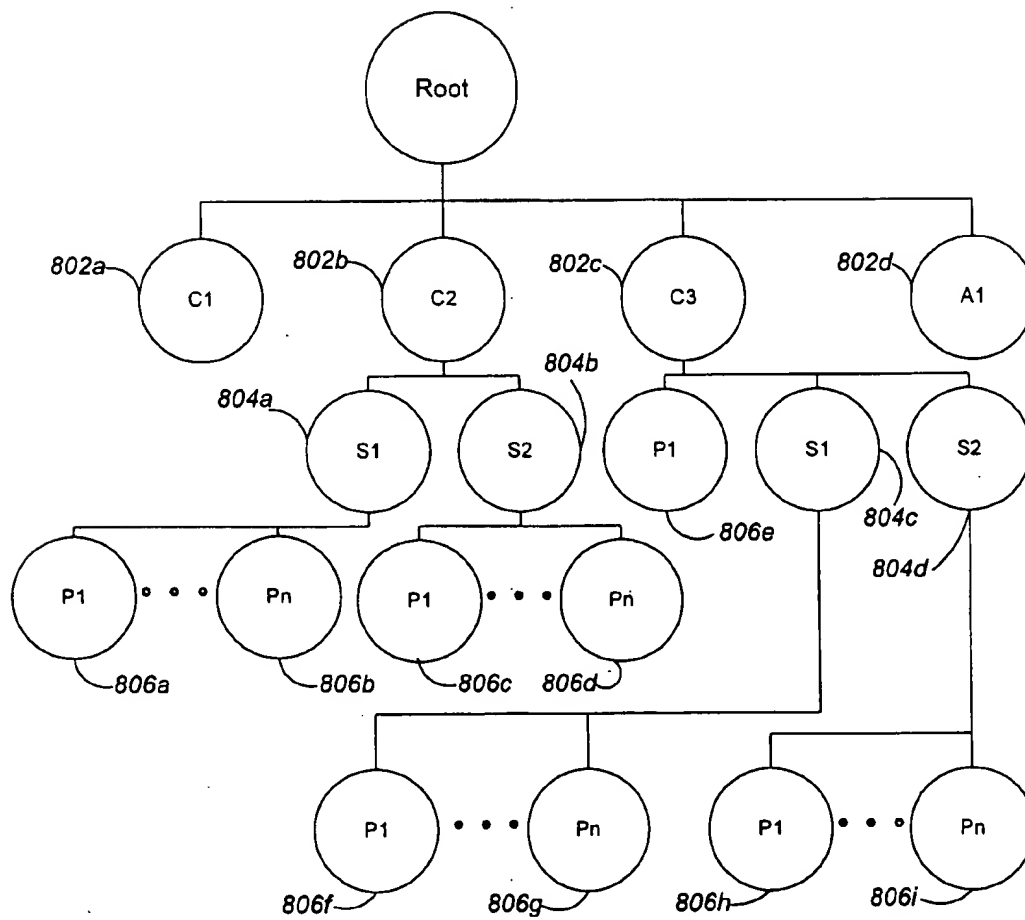 Root
802a
C1
802b
C2
802c
C3
802d
A1
804a
S1
804b
S2
P1
806e
S1
804c
S2
804d
P1
806a
Pn
806b
P1
806c
Pn
806d
P1
806f
Pn
806g
P1
806h
Pn
806i